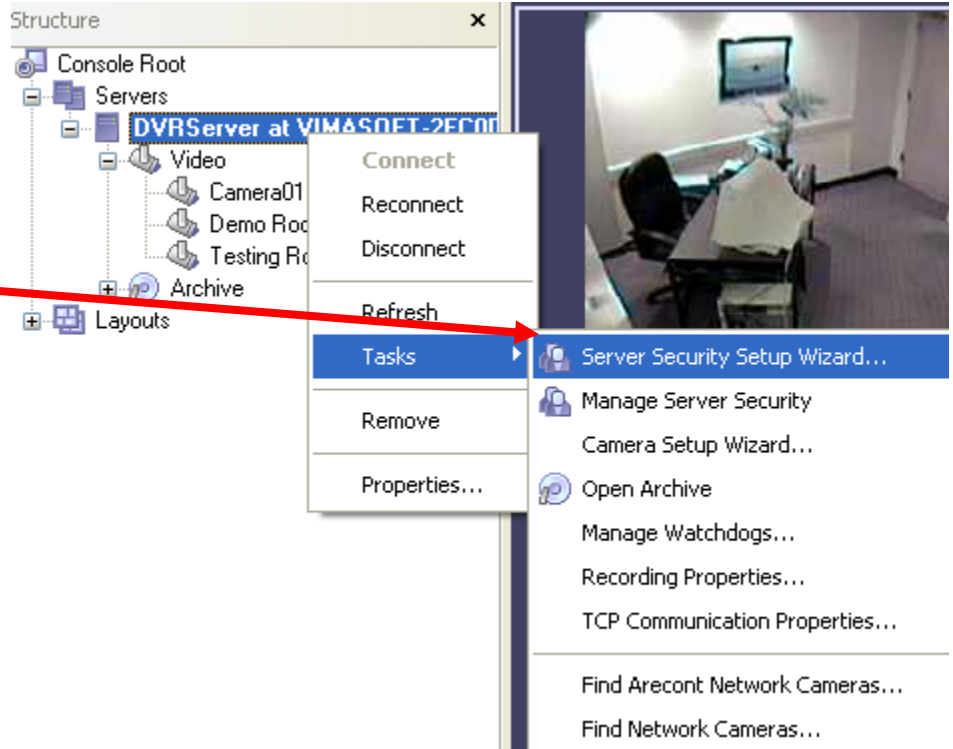 Structure
Console Root
Servers
DVRServer at VIMASOFT-2EC0D
Video
Camera01
Demo Roo
Testing Ro
Archive
Layouts
Connect
Reconnect
Disconnect
Refresh
Tasks
Remove
Properties...
Server Security Setup Wizard...
Manage Server Security
Camera Setup Wizard...
Open Archive
Manage Watchdogs...
Recording Properties...
TCP Communication Properties...
Find Arecont Network Cameras...
Find Network Cameras...